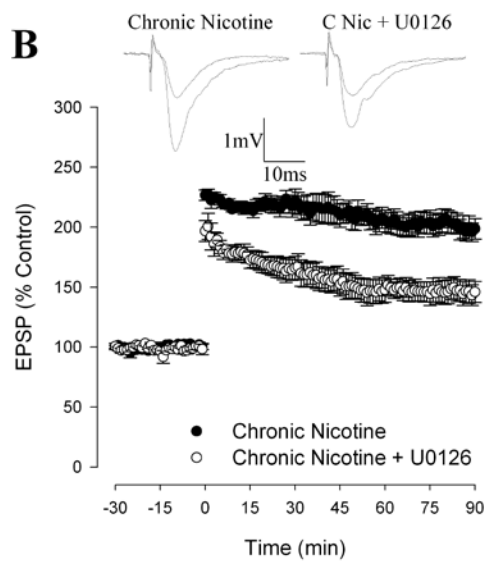 B
Chronic Nicotine
C Nic + U0126
1mV
10ms
300
250
200
150
100
50
0
EPSP (% Control)
Chronic Nicotine
Chronic Nicotine + U0126
-30 -15 0 15 30 45 60 75 90
Time (min)